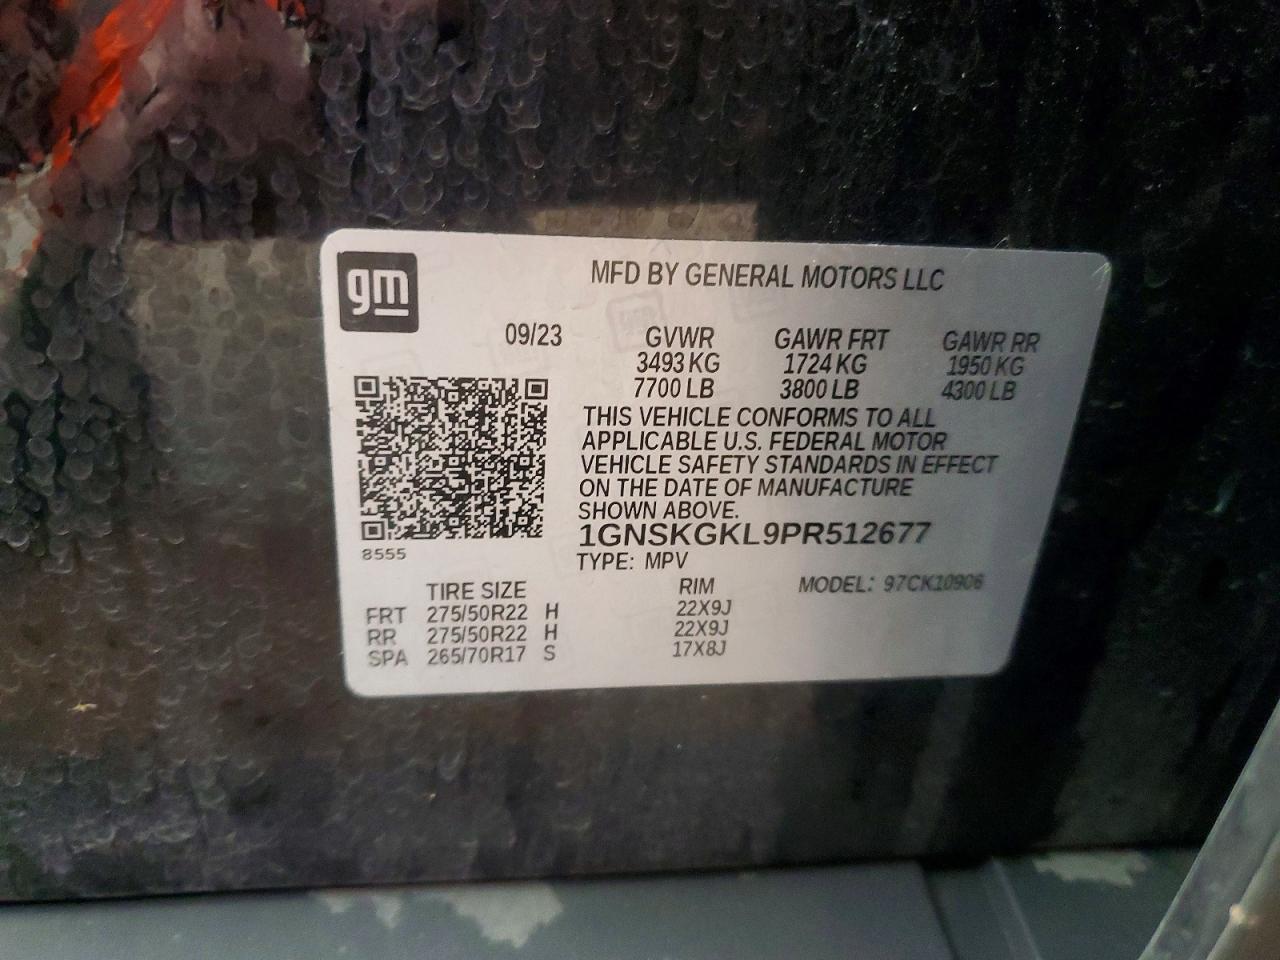 gm
MFD BY GENERAL MOTORS LLC
09/23 GVWR GAWR FRT GAWR RR
3493 KG 1724 KG 1950 KG
7700 LB 3800 LB 4300 LB
THIS VEHICLE CONFORMS TO ALL
APPLICABLE U.S. FEDERAL MOTOR
VEHICLE SAFETY STANDARDS IN EFFECT
ON THE DATE OF MANUFACTURE
SHOWN ABOVE.
1GNSKGKL9PR512677
8555
TYPE: MPV
TIRE SIZE RIM MODEL: 97CK10906
FRT 275/50R22 H 22X9J
RR 275/50R22 H 22X9J
SPA 265/70R17 S 17X8J